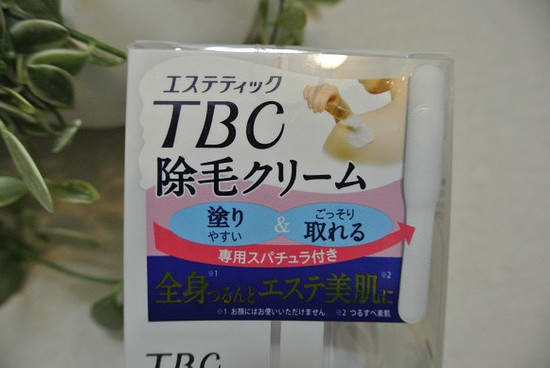 エステティック
TBC
除毛クリーム
塗り
やすい
&
ごっそり
取れる
専用スパチュラ付き
全身※1つるんとエステ美肌に※2
※1 お顔にはお使いいただけません。 ※2 つるすべ素肌
TBC